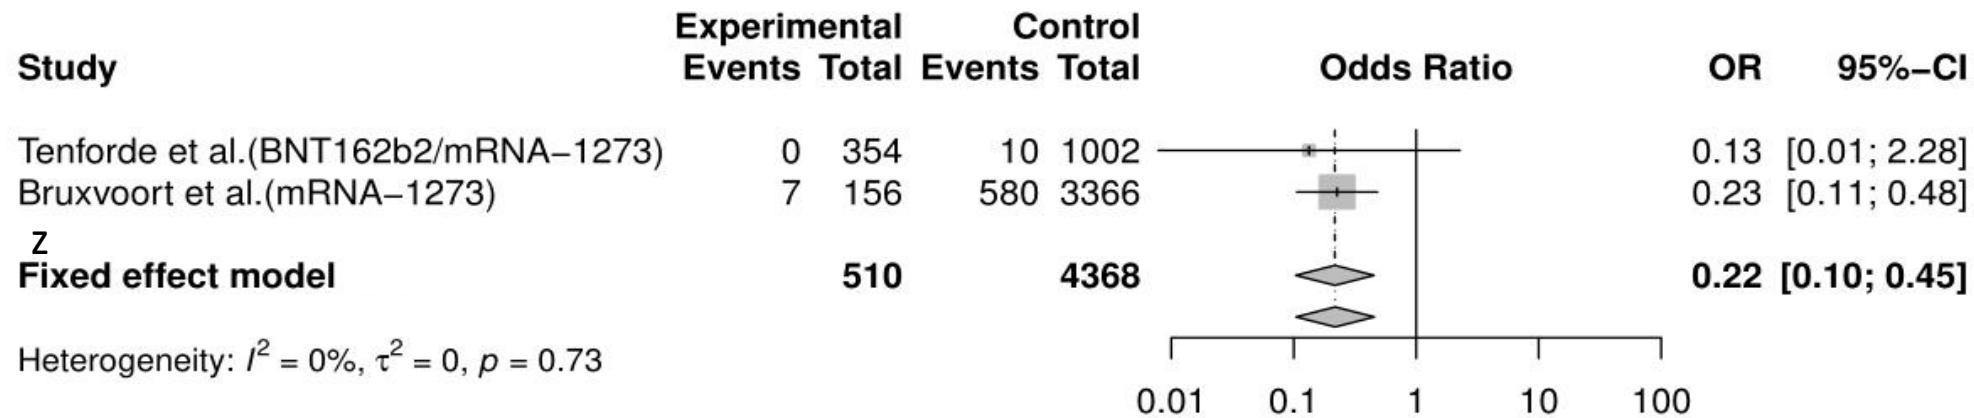 Experimental Control
Study Events Total Events Total Odds Ratio OR 95%−CI
Tenforde et al.(BNT162b2/mRNA−1273) 0 354 10 1002 0.13 [0.01; 2.28]
Bruxvoort et al.(mRNA−1273) 7 156 580 3366 0.23 [0.11; 0.48]
Z
Fixed effect model 510 4368 0.22 [0.10; 0.45]
Heterogeneity: I² = 0%, τ² = 0, p = 0.73
0.01 0.1 1 10 100